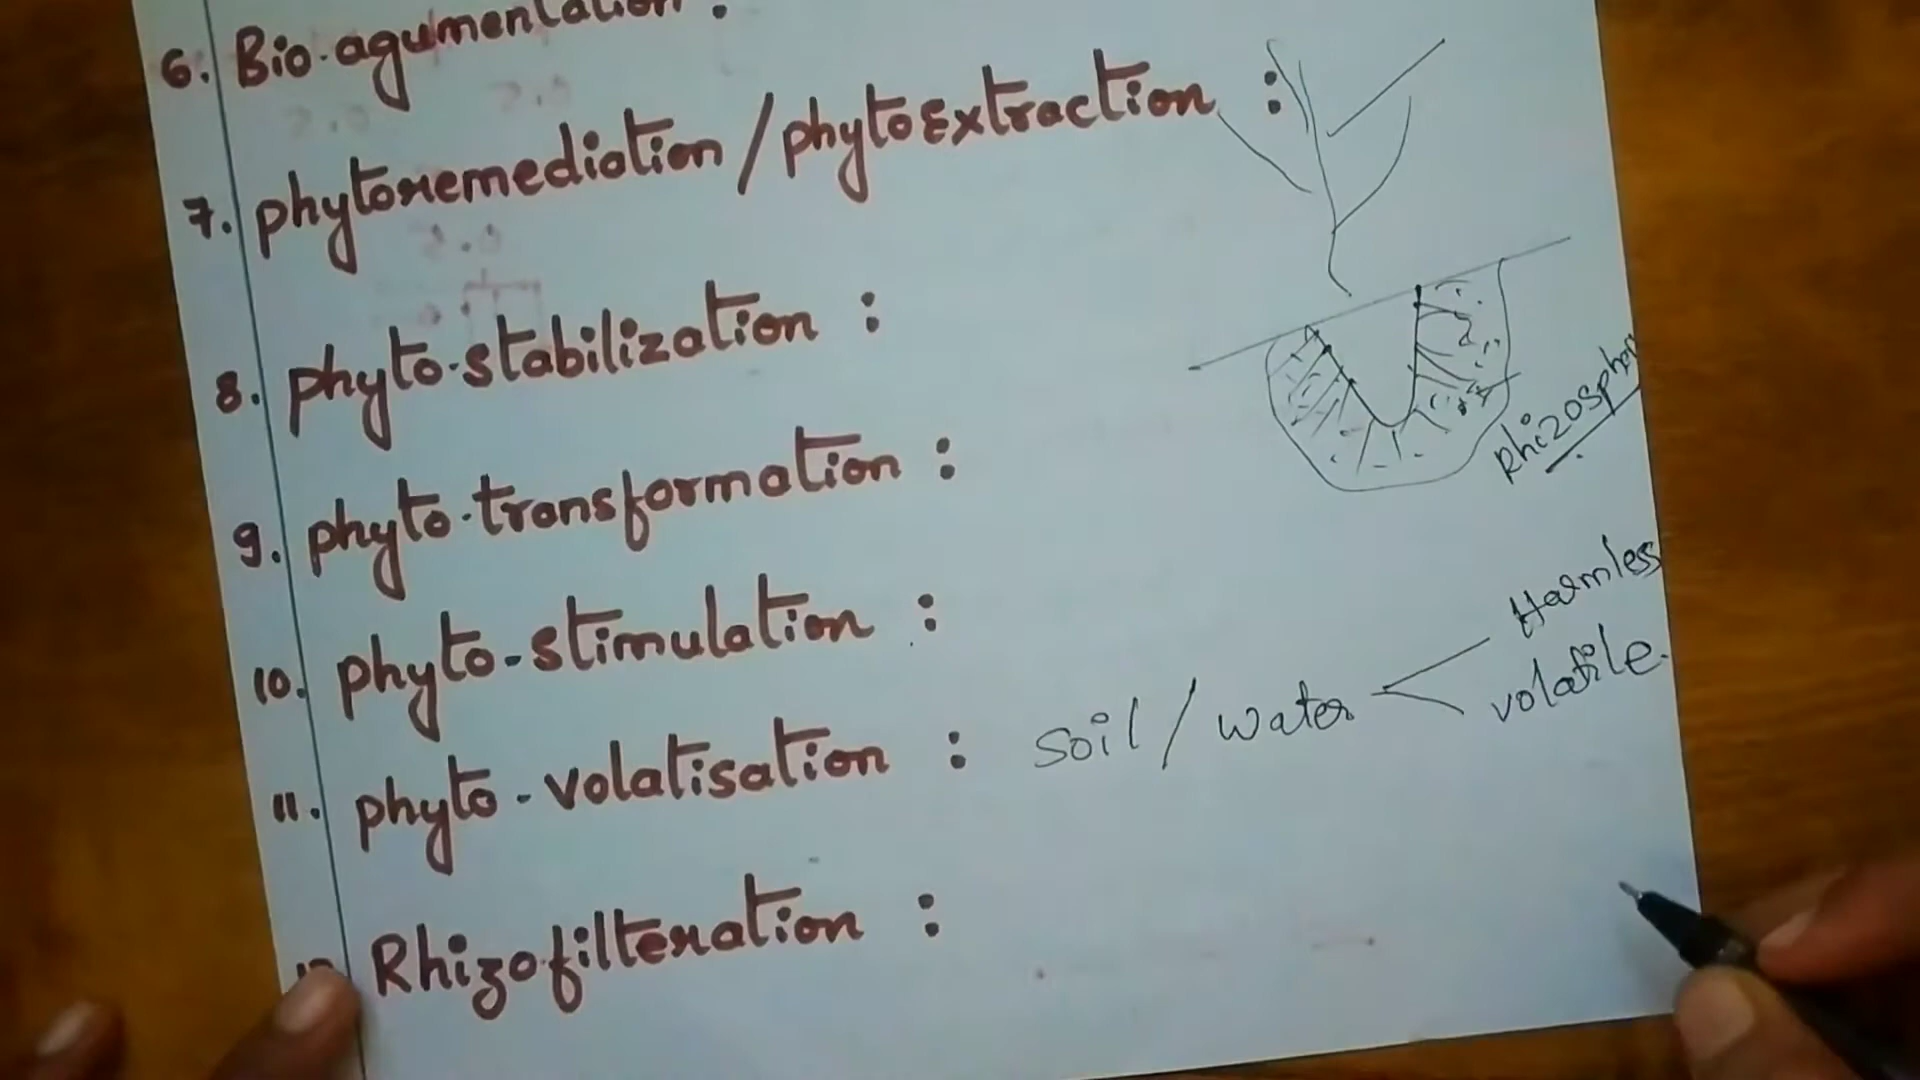 6. Bio-agumentation :
7. phytoremediation / phytoExtraction :
8. phyto-stabilization :
Rhizosphere
9. phyto-transformation :
10. phyto-stimulation :
Harmless
11. phyto-volatisation : soil / water
volatile.
Rhizofilteration :